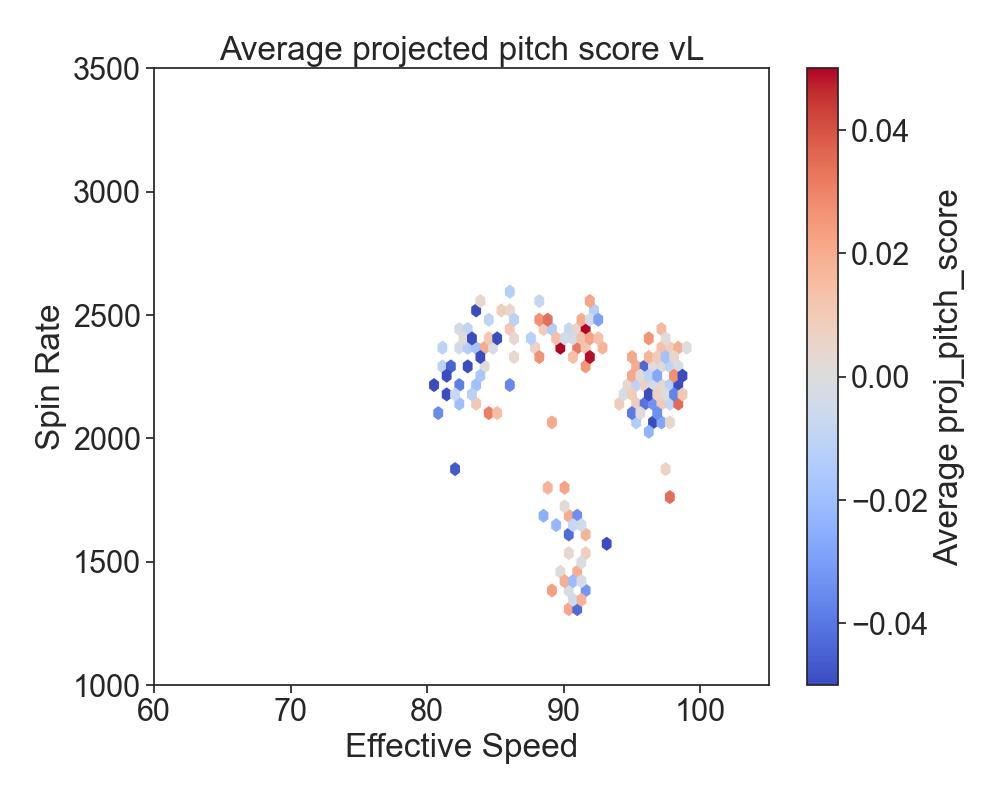 Average projected pitch score vL
3500
3000
2500
2000
1500
1000
Spin Rate
60 70 80 90 100
Effective Speed
0.04
0.02
0.00
−0.02
−0.04
Average proj_pitch_score